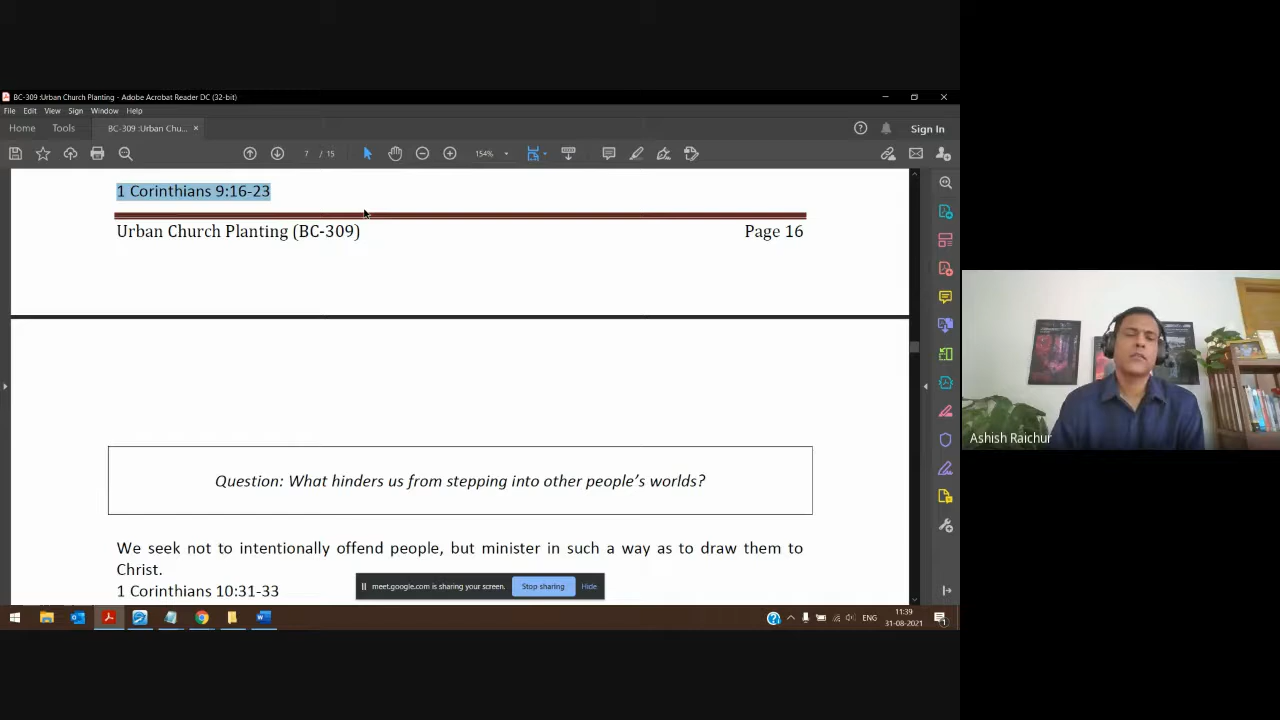 BC-309 :Urban Church Planting - Adobe Acrobat Reader DC (32-bit)
File Edit View Sign Window Help
Home Tools BC-309 :Urban Chu... × Sign In
7 / 15 154%
1 Corinthians 9:16-23
Urban Church Planting (BC-309) Page 16
Question: What hinders us from stepping into other people’s worlds?
We seek not to intentionally offend people, but minister in such a way as to draw them to
Christ.
1 Corinthians 10:31-33
meet.google.com is sharing your screen. Stop sharing Hide
Ashish Raichur
ENG 11:39
31-08-2021